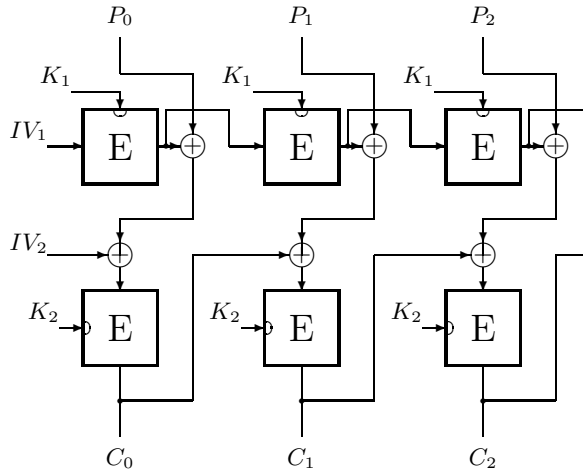 P₀ P₁ P₂
K₁ K₁ K₁
IV₁ E E E
IV₂
K₂ E K₂ E K₂ E
C₀ C₁ C₂